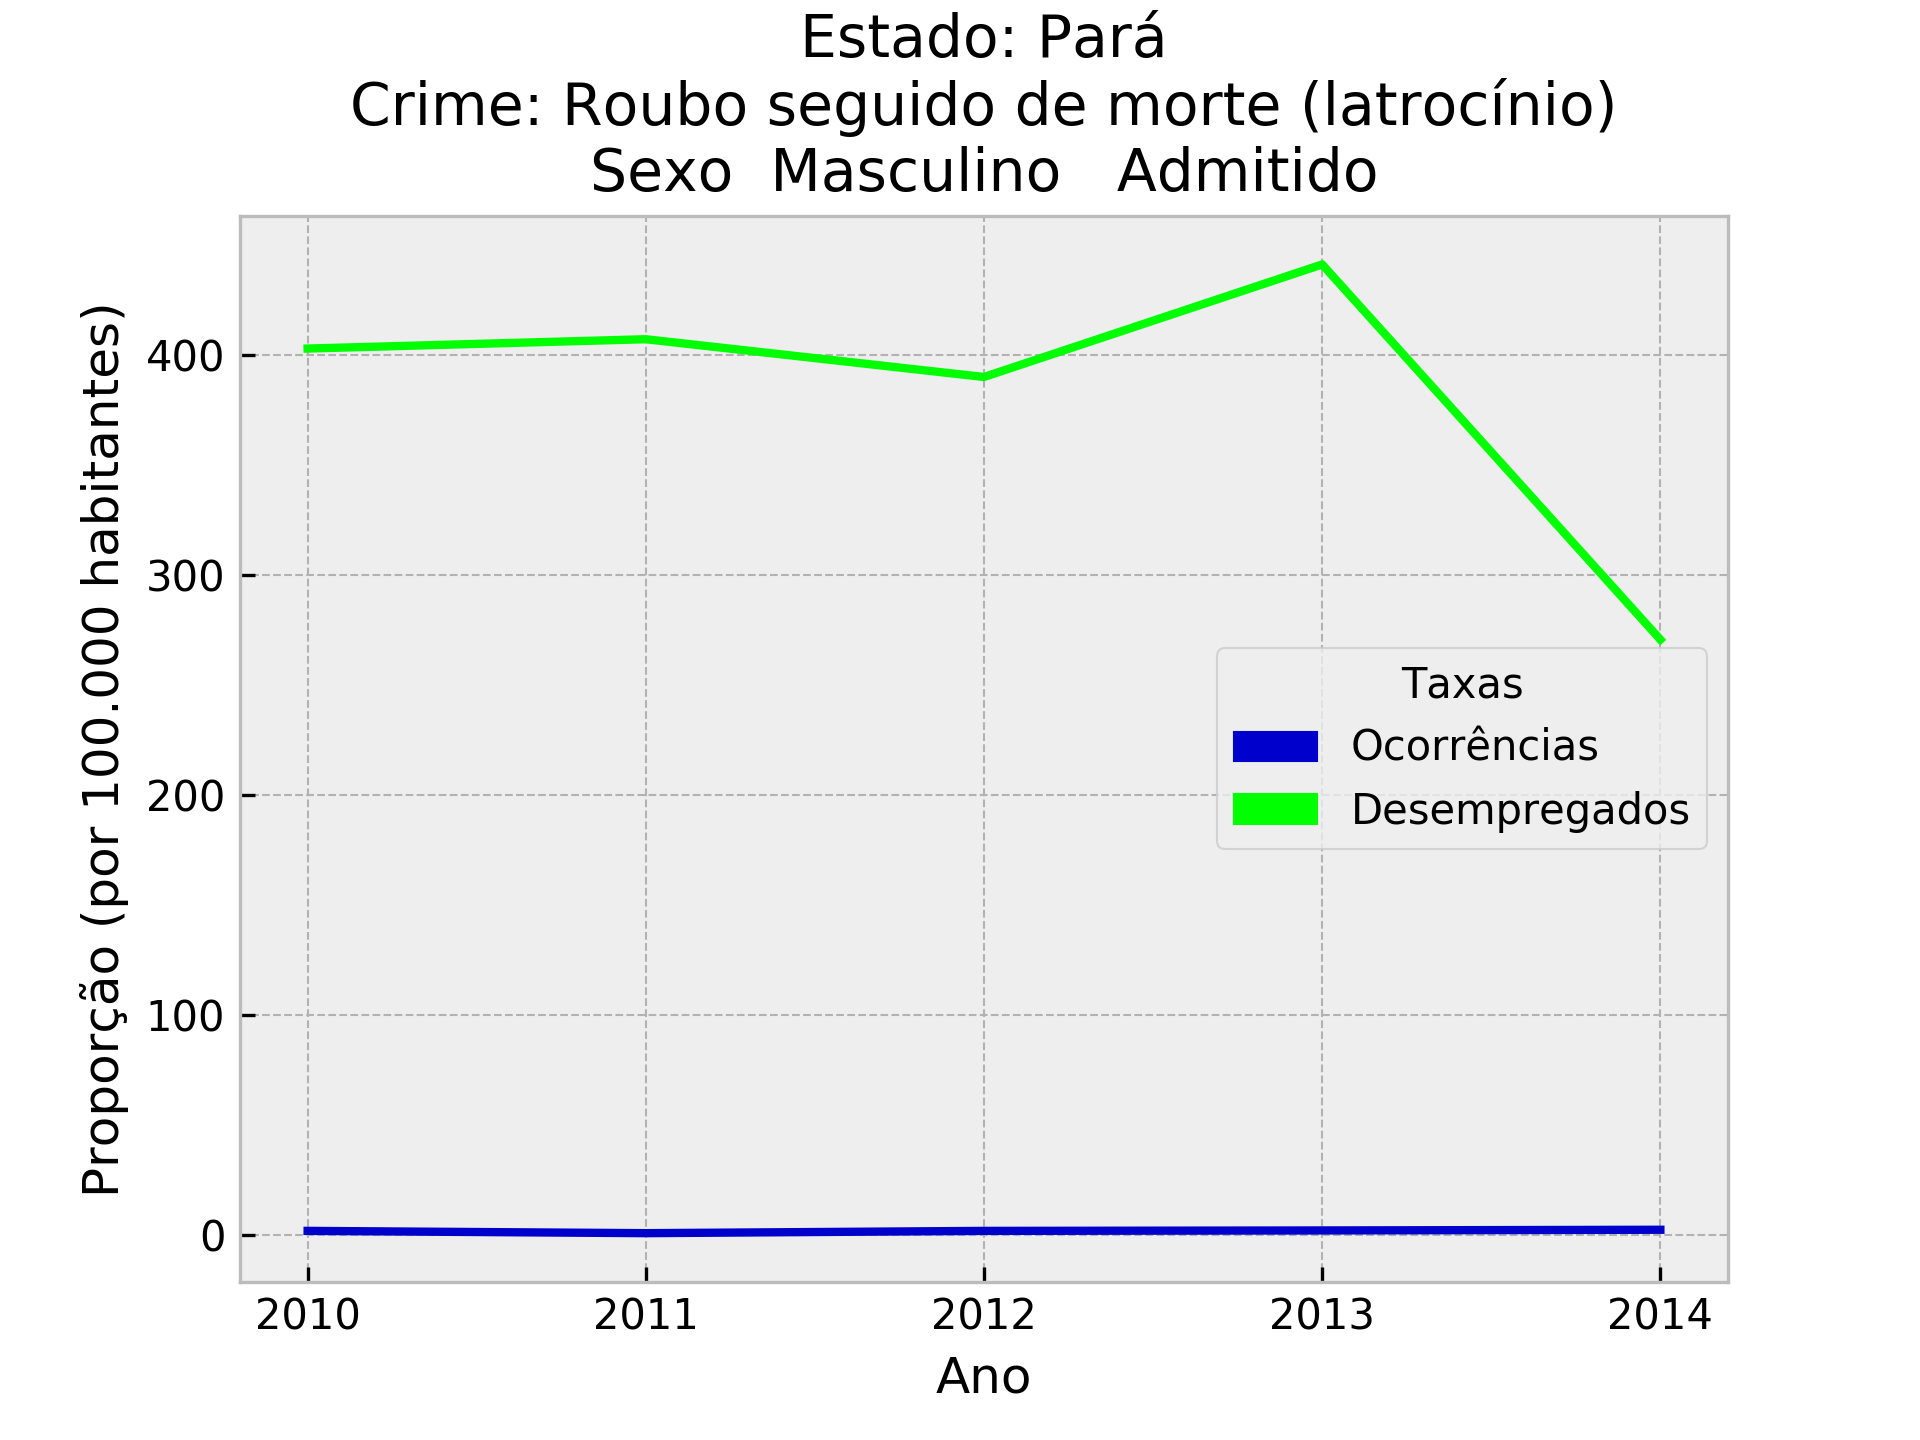 Estado: Pará
Crime: Roubo seguido de morte (latrocínio)
Sexo  Masculino   Admitido
Proporção (por 100.000 habitantes)
400
300
200
100
0
Taxas
Ocorrências
Desempregados
2010 2011 2012 2013 2014
Ano